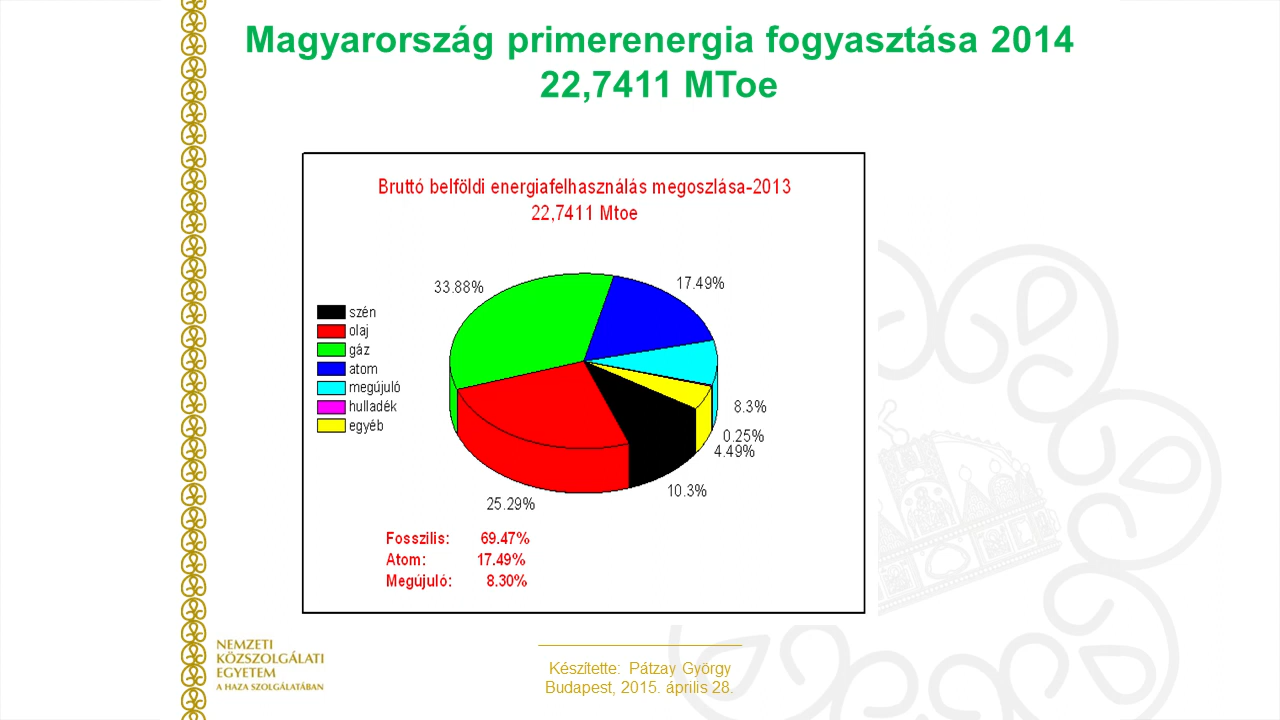 Magyarország primerenergia fogyasztása 2014
22,7411 MToe
Bruttó belföldi energiafelhasználás megoszlása-2013
22,7411 Mtoe
33.88%
17.49%
szén
olaj
gáz
atom
megújuló
hulladék
egyéb
8.3%
0.25%
4.49%
10.3%
25.29%
Fosszilis: 69.47%
Atom: 17.49%
Megújuló: 8.30%
NEMZETI
KÖZSZOLGÁLATI
EGYETEM
A HAZA SZOLGÁLATÁBAN
Készítette: Pátzay György
Budapest, 2015. április 28.